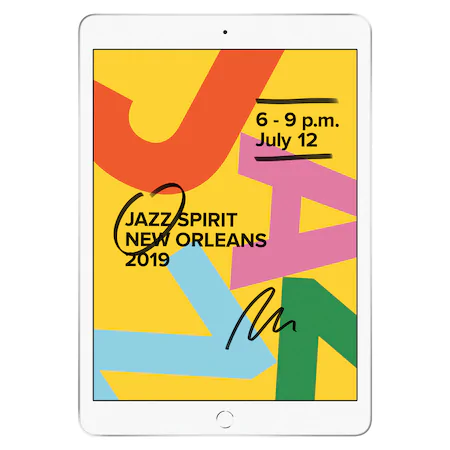 6 - 9 p.m.
July 12
JAZZ SPIRIT
NEW ORLEANS
2019